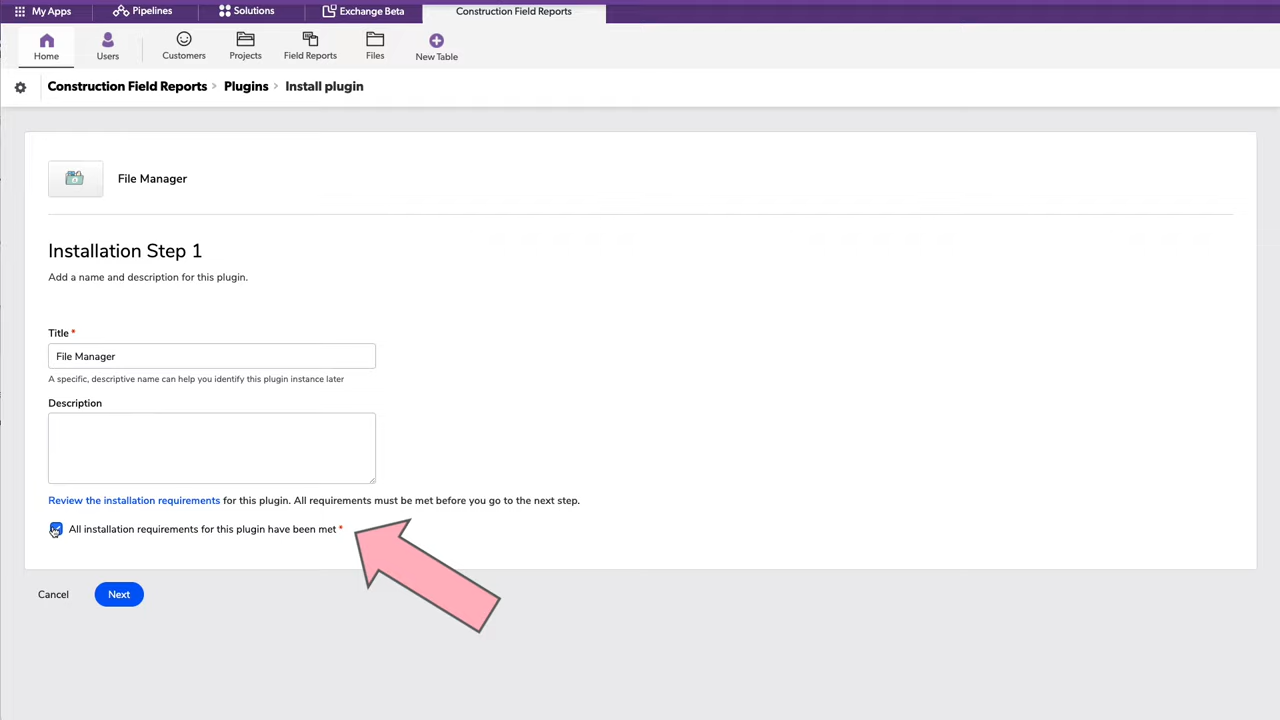 My Apps
Pipelines
Solutions
Exchange Beta
Construction Field Reports
Home
Users
Customers
Projects
Field Reports
Files
New Table
Construction Field Reports > Plugins > Install plugin
File Manager
Installation Step 1
Add a name and description for this plugin.
Title *
File Manager
A specific, descriptive name can help you identify this plugin instance later
Description
Review the installation requirements for this plugin. All requirements must be met before you go to the next step.
All installation requirements for this plugin have been met *
Cancel
Next